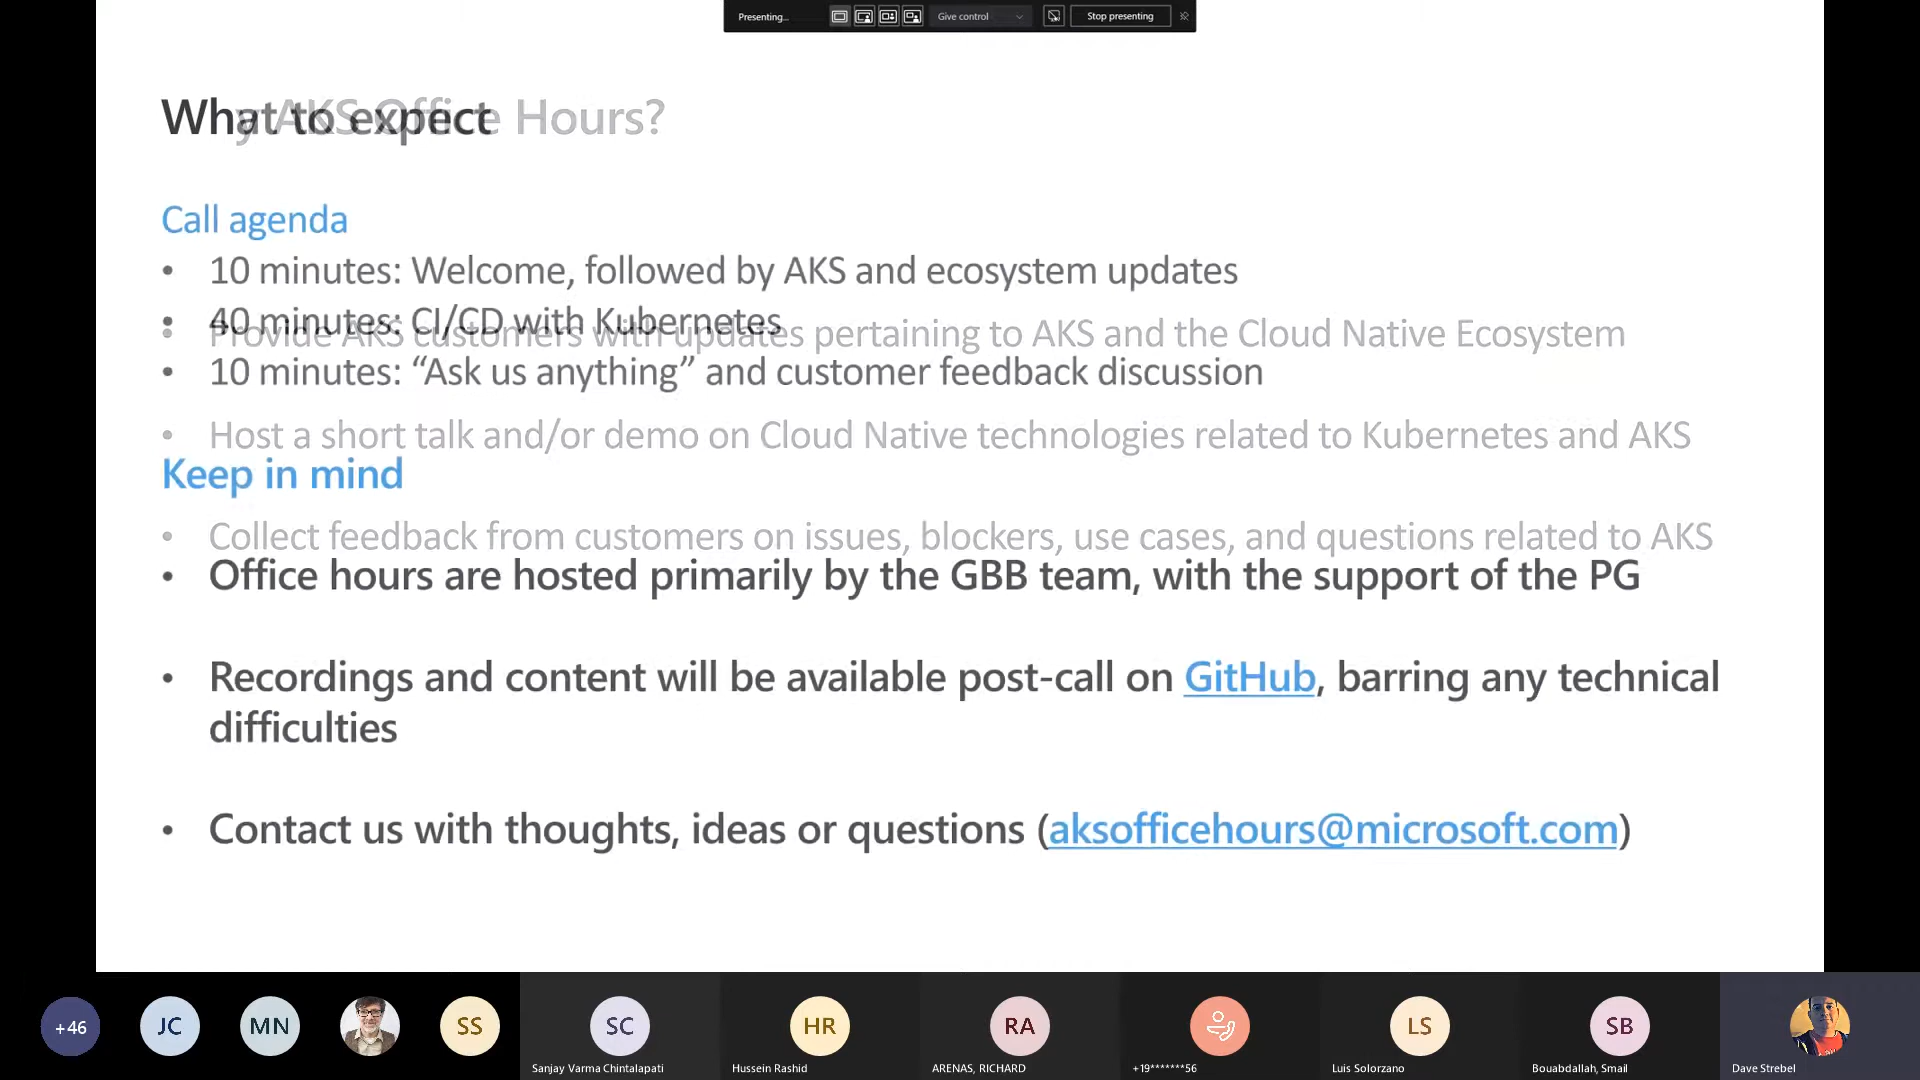 Presenting...
Give control
Stop presenting
What to expect
Why AKS Office Hours?
Call agenda
• 10 minutes: Welcome, followed by AKS and ecosystem updates
• 40 minutes: CI/CD with Kubernetes
• Provide AKS customers with updates pertaining to AKS and the Cloud Native Ecosystem
• 10 minutes: “Ask us anything” and customer feedback discussion
• Host a short talk and/or demo on Cloud Native technologies related to Kubernetes and AKS
Keep in mind
• Collect feedback from customers on issues, blockers, use cases, and questions related to AKS
• Office hours are hosted primarily by the GBB team, with the support of the PG
• Recordings and content will be available post-call on GitHub, barring any technical
difficulties
• Contact us with thoughts, ideas or questions (aksofficehours@microsoft.com)
+46
JC
MN
SS
SC
HR
RA
LS
SB
Sanjay Varma Chintalapati
Hussein Rashid
ARENAS, RICHARD
+19*******56
Luis Solorzano
Bouabdallah, Smail
Dave Strebel